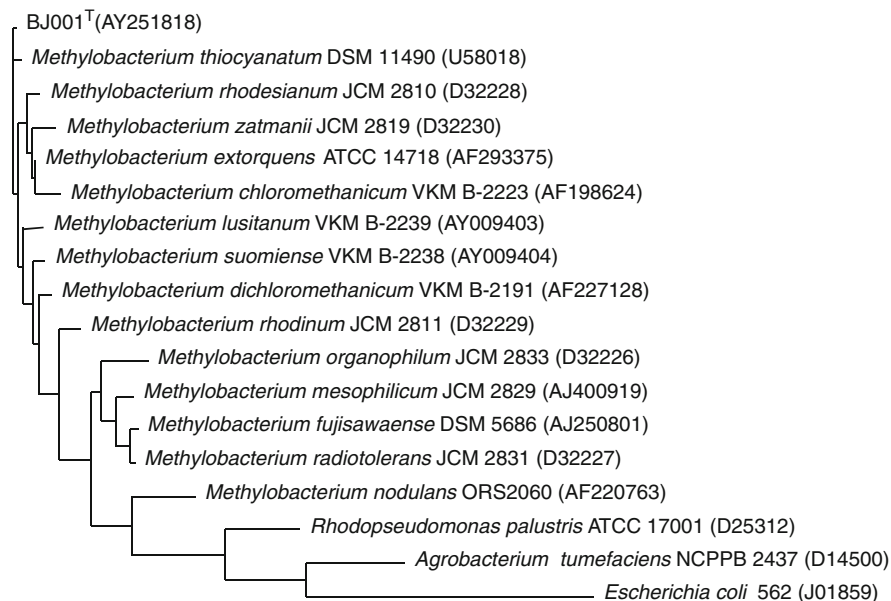 BJ001ᵀ(AY251818)
Methylobacterium thiocyanatum DSM 11490 (U58018)
Methylobacterium rhodesianum JCM 2810 (D32228)
Methylobacterium zatmanii JCM 2819 (D32230)
Methylobacterium extorquens ATCC 14718 (AF293375)
Methylobacterium chloromethanicum VKM B-2223 (AF198624)
Methylobacterium lusitanum VKM B-2239 (AY009403)
Methylobacterium suomiense VKM B-2238 (AY009404)
Methylobacterium dichloromethanicum VKM B-2191 (AF227128)
Methylobacterium rhodinum JCM 2811 (D32229)
Methylobacterium organophilum JCM 2833 (D32226)
Methylobacterium mesophilicum JCM 2829 (AJ400919)
Methylobacterium fujisawaense DSM 5686 (AJ250801)
Methylobacterium radiotolerans JCM 2831 (D32227)
Methylobacterium nodulans ORS2060 (AF220763)
Rhodopseudomonas palustris ATCC 17001 (D25312)
Agrobacterium tumefaciens NCPPB 2437 (D14500)
Escherichia coli 562 (J01859)